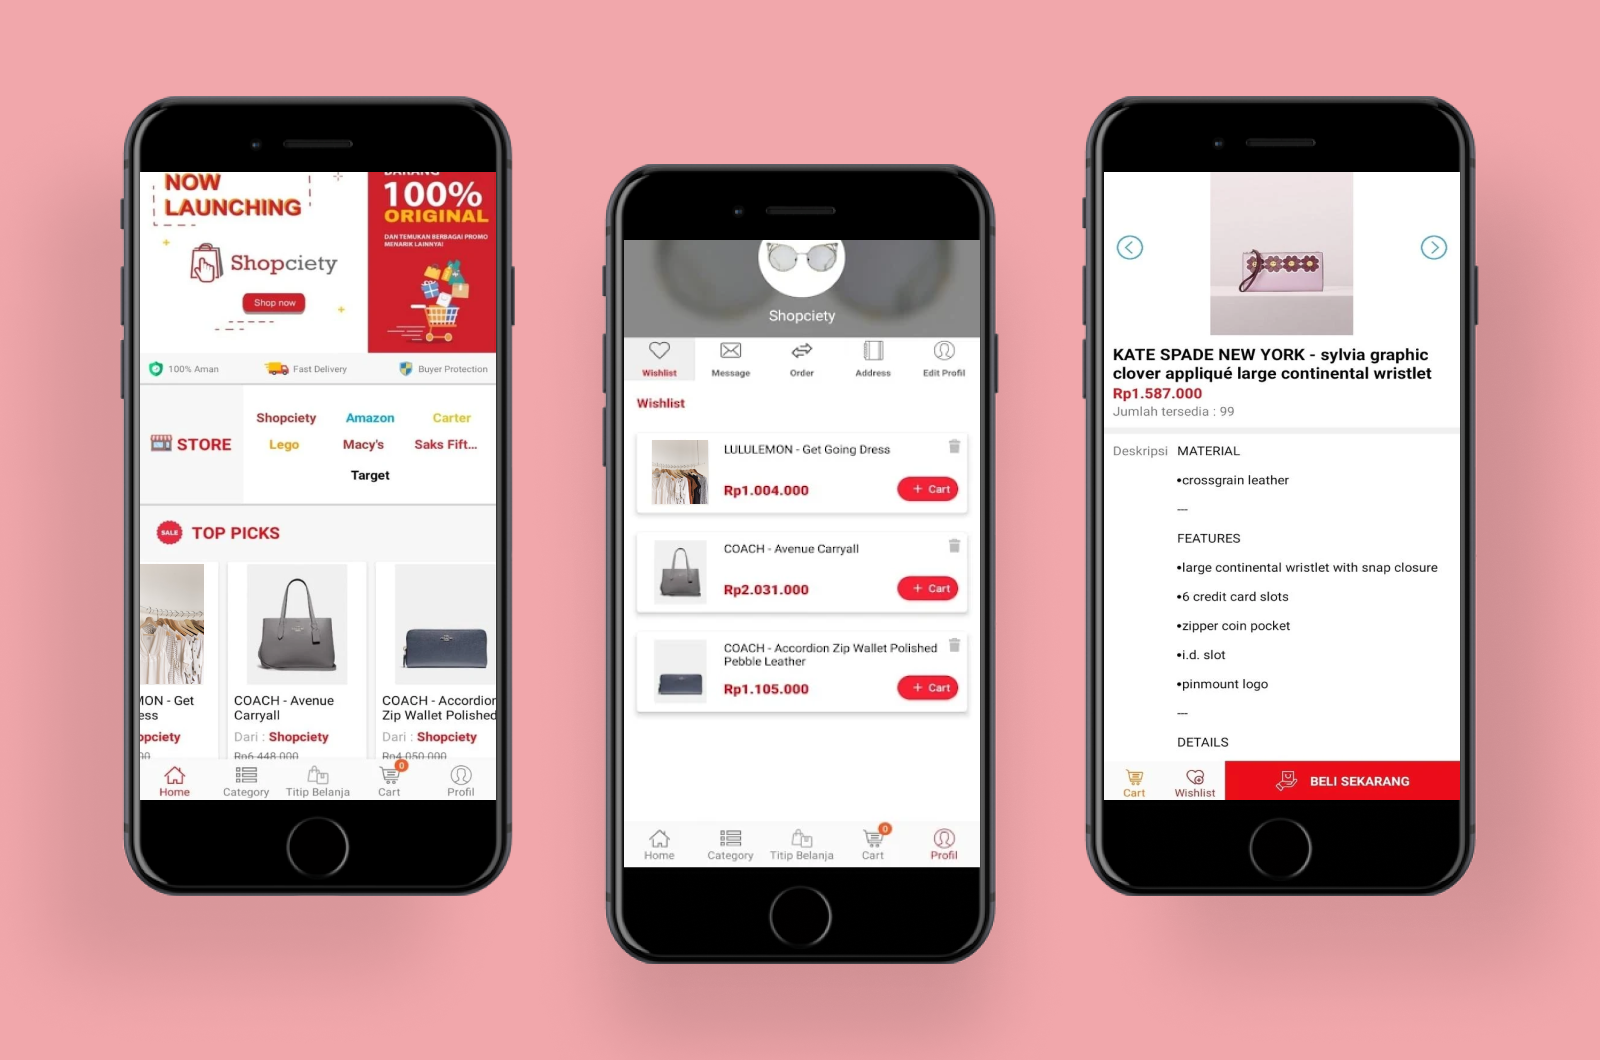 NOW
LAUNCHING
Shopciety
Shop now
BARANG
100%
ORIGINAL
DAN TEMUKAN BERBAGAI PROMO
MENARIK LAINNYA!
100% Aman
Fast Delivery
Buyer Protection
STORE
Shopciety Amazon Carter
Lego Macy's Saks Fift...
Target
SALE
TOP PICKS
MON - Get
ess
opciety
00
COACH - Avenue
Carryall
Dari : Shopciety
Rp6.448.000
COACH - Accordion
Zip Wallet Polished
Dari : Shopciety
Rp4.050.000
0
Home Category Titip Belanja Cart Profil
Shopciety
Wishlist Message Order Address Edit Profil
Wishlist
LULULEMON - Get Going Dress
Rp1.004.000
+ Cart
COACH - Avenue Carryall
Rp2.031.000
+ Cart
COACH - Accordion Zip Wallet Polished
Pebble Leather
Rp1.105.000
+ Cart
0
Home Category Titip Belanja Cart Profil
KATE SPADE NEW YORK - sylvia graphic
clover appliqué large continental wristlet
Rp1.587.000
Jumlah tersedia : 99
Deskripsi MATERIAL
•crossgrain leather
---
FEATURES
•large continental wristlet with snap closure
•6 credit card slots
•zipper coin pocket
•i.d. slot
•pinmount logo
---
DETAILS
Cart Wishlist BELI SEKARANG